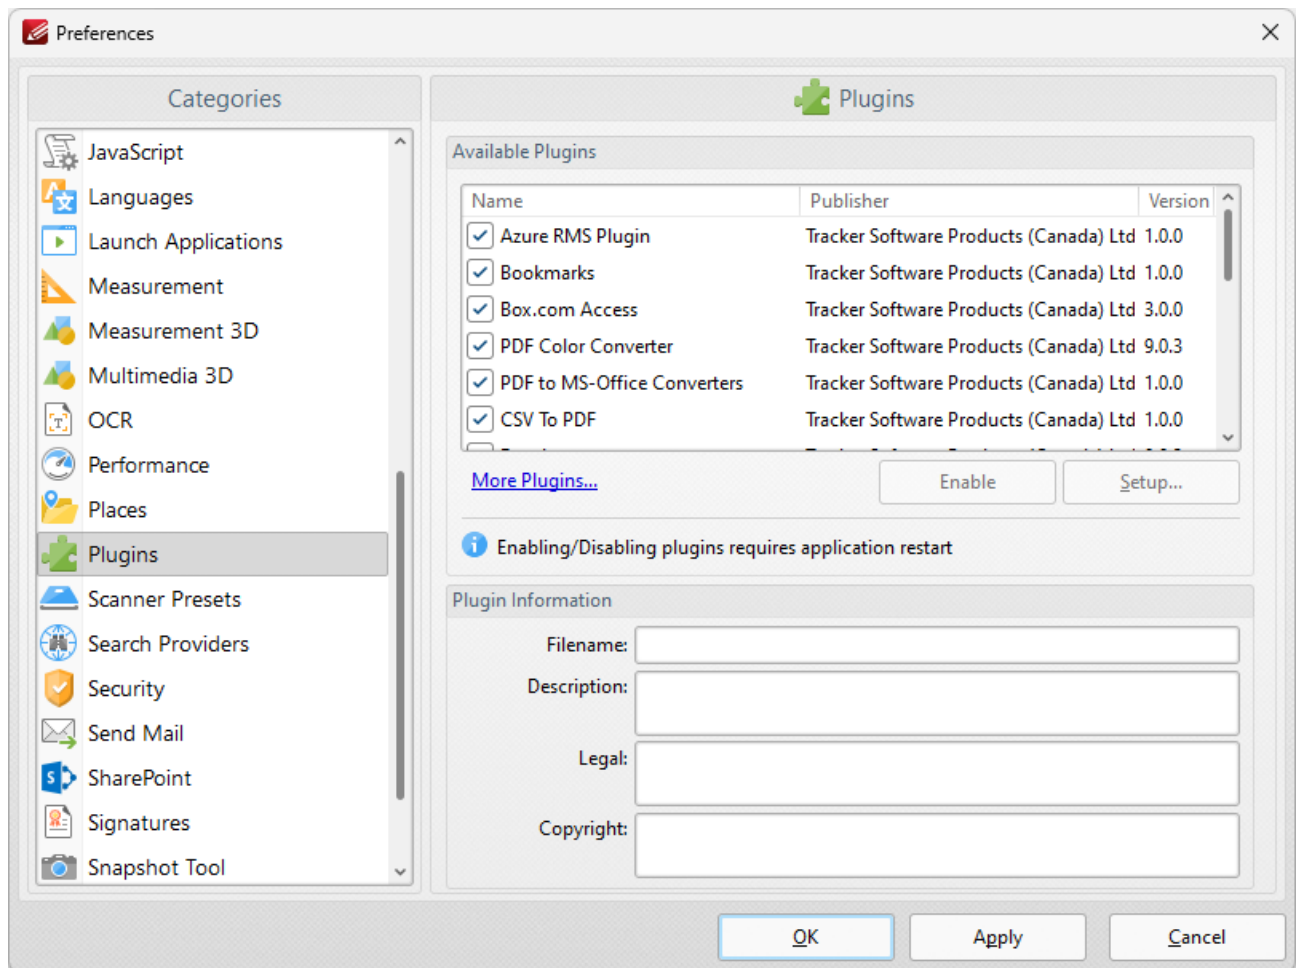 Preferences
Categories
JavaScript
Languages
Launch Applications
Measurement
Measurement 3D
Multimedia 3D
OCR
Performance
Places
Plugins
Scanner Presets
Search Providers
Security
Send Mail
SharePoint
Signatures
Snapshot Tool
Plugins
Available Plugins
Name Publisher Version
Azure RMS Plugin Tracker Software Products (Canada) Ltd 1.0.0
Bookmarks Tracker Software Products (Canada) Ltd 1.0.0
Box.com Access Tracker Software Products (Canada) Ltd 3.0.0
PDF Color Converter Tracker Software Products (Canada) Ltd 9.0.3
PDF to MS-Office Converters Tracker Software Products (Canada) Ltd 1.0.0
CSV To PDF Tracker Software Products (Canada) Ltd 1.0.0
More Plugins... Enable Setup...
Enabling/Disabling plugins requires application restart
Plugin Information
Filename:
Description:
Legal:
Copyright:
OK Apply Cancel